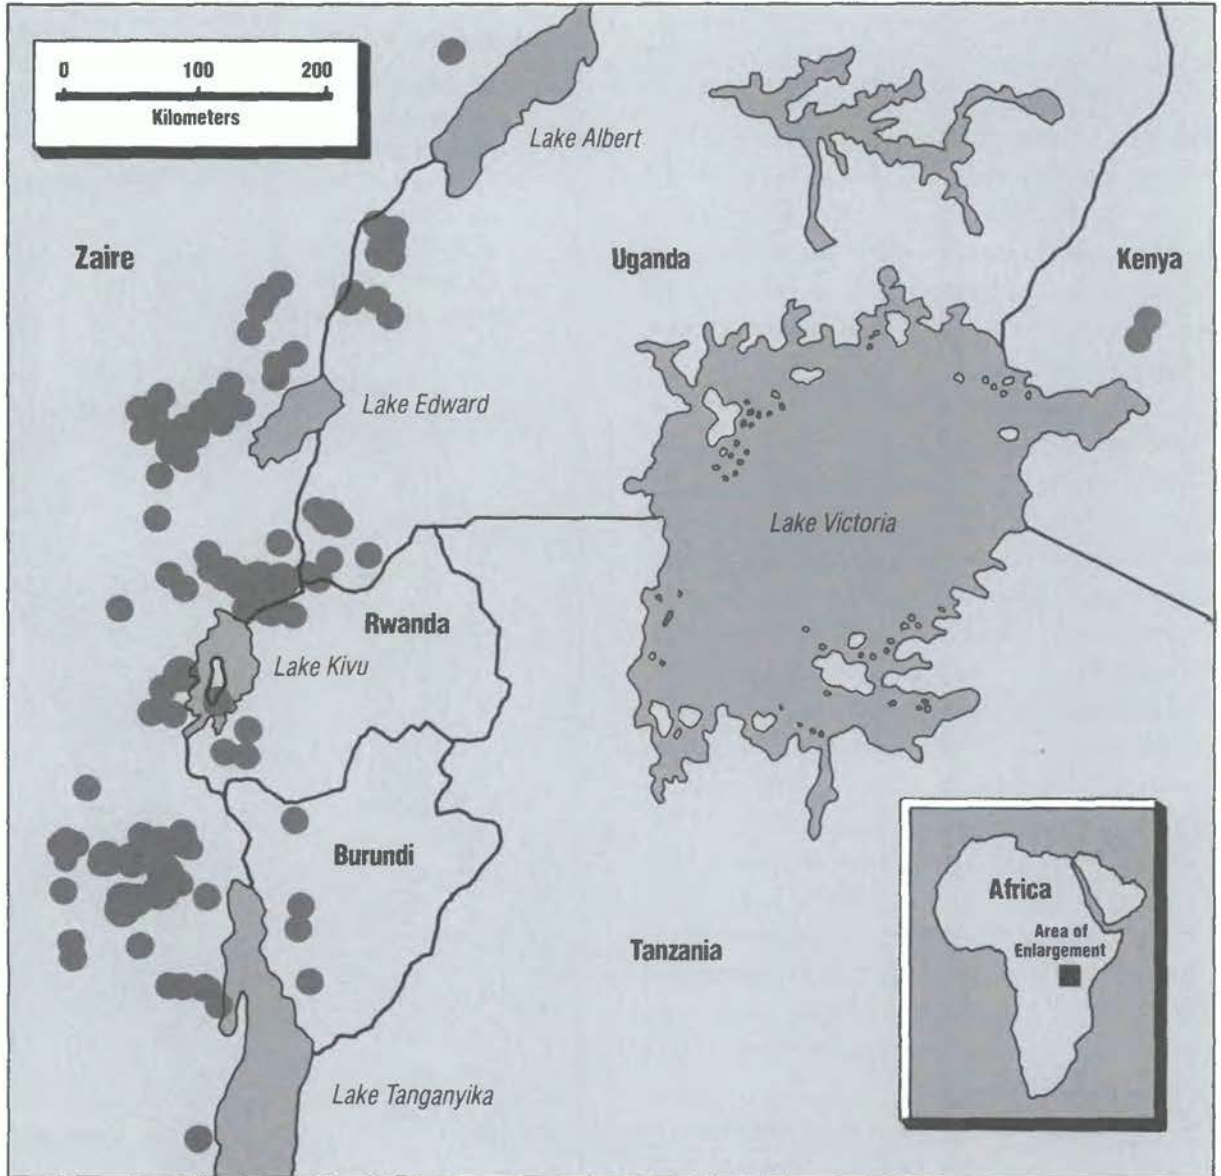 0 100 200
Kilometers
Lake Albert
Zaire
Uganda
Kenya
Lake Edward
Lake Victoria
Rwanda
Lake Kivu
Burundi
Africa
Area of
Enlargement
Tanzania
Lake Tanganyika